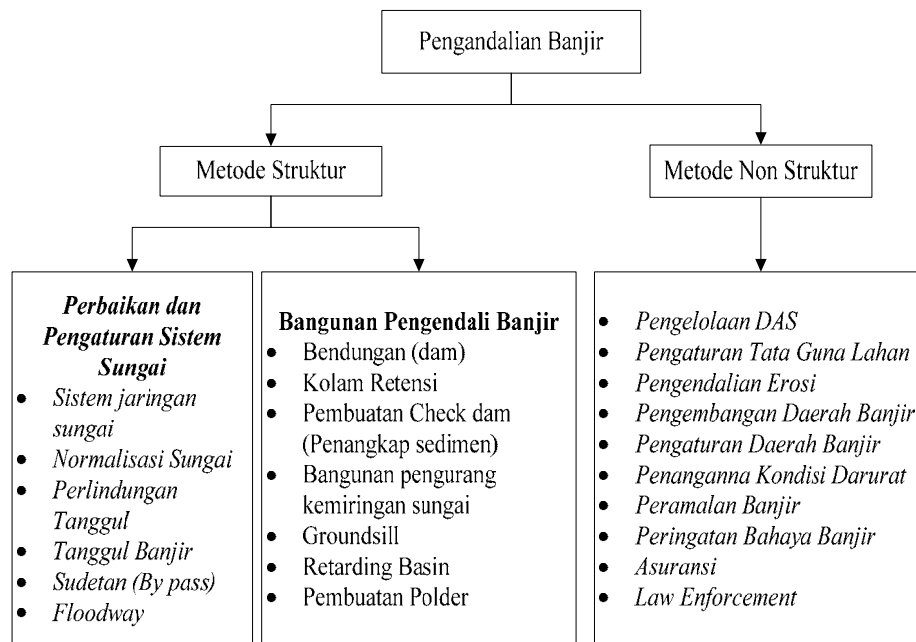 Pengandalian Banjir
Metode Struktur
Metode Non Struktur
Perbaikan dan
Pengaturan Sistem
Sungai
• Sistem jaringan
sungai
• Normalisasi Sungai
• Perlindungan
Tanggul
• Tanggul Banjir
• Sudetan (By pass)
• Floodway
Bangunan Pengendali Banjir
• Bendungan (dam)
• Kolam Retensi
• Pembuatan Check dam
(Penangkap sedimen)
• Bangunan pengurang
kemiringan sungai
• Groundsill
• Retarding Basin
• Pembuatan Polder
• Pengelolaan DAS
• Pengaturan Tata Guna Lahan
• Pengendalian Erosi
• Pengembangan Daerah Banjir
• Pengaturan Daerah Banjir
• Penanganna Kondisi Darurat
• Peramalan Banjir
• Peringatan Bahaya Banjir
• Asuransi
• Law Enforcement